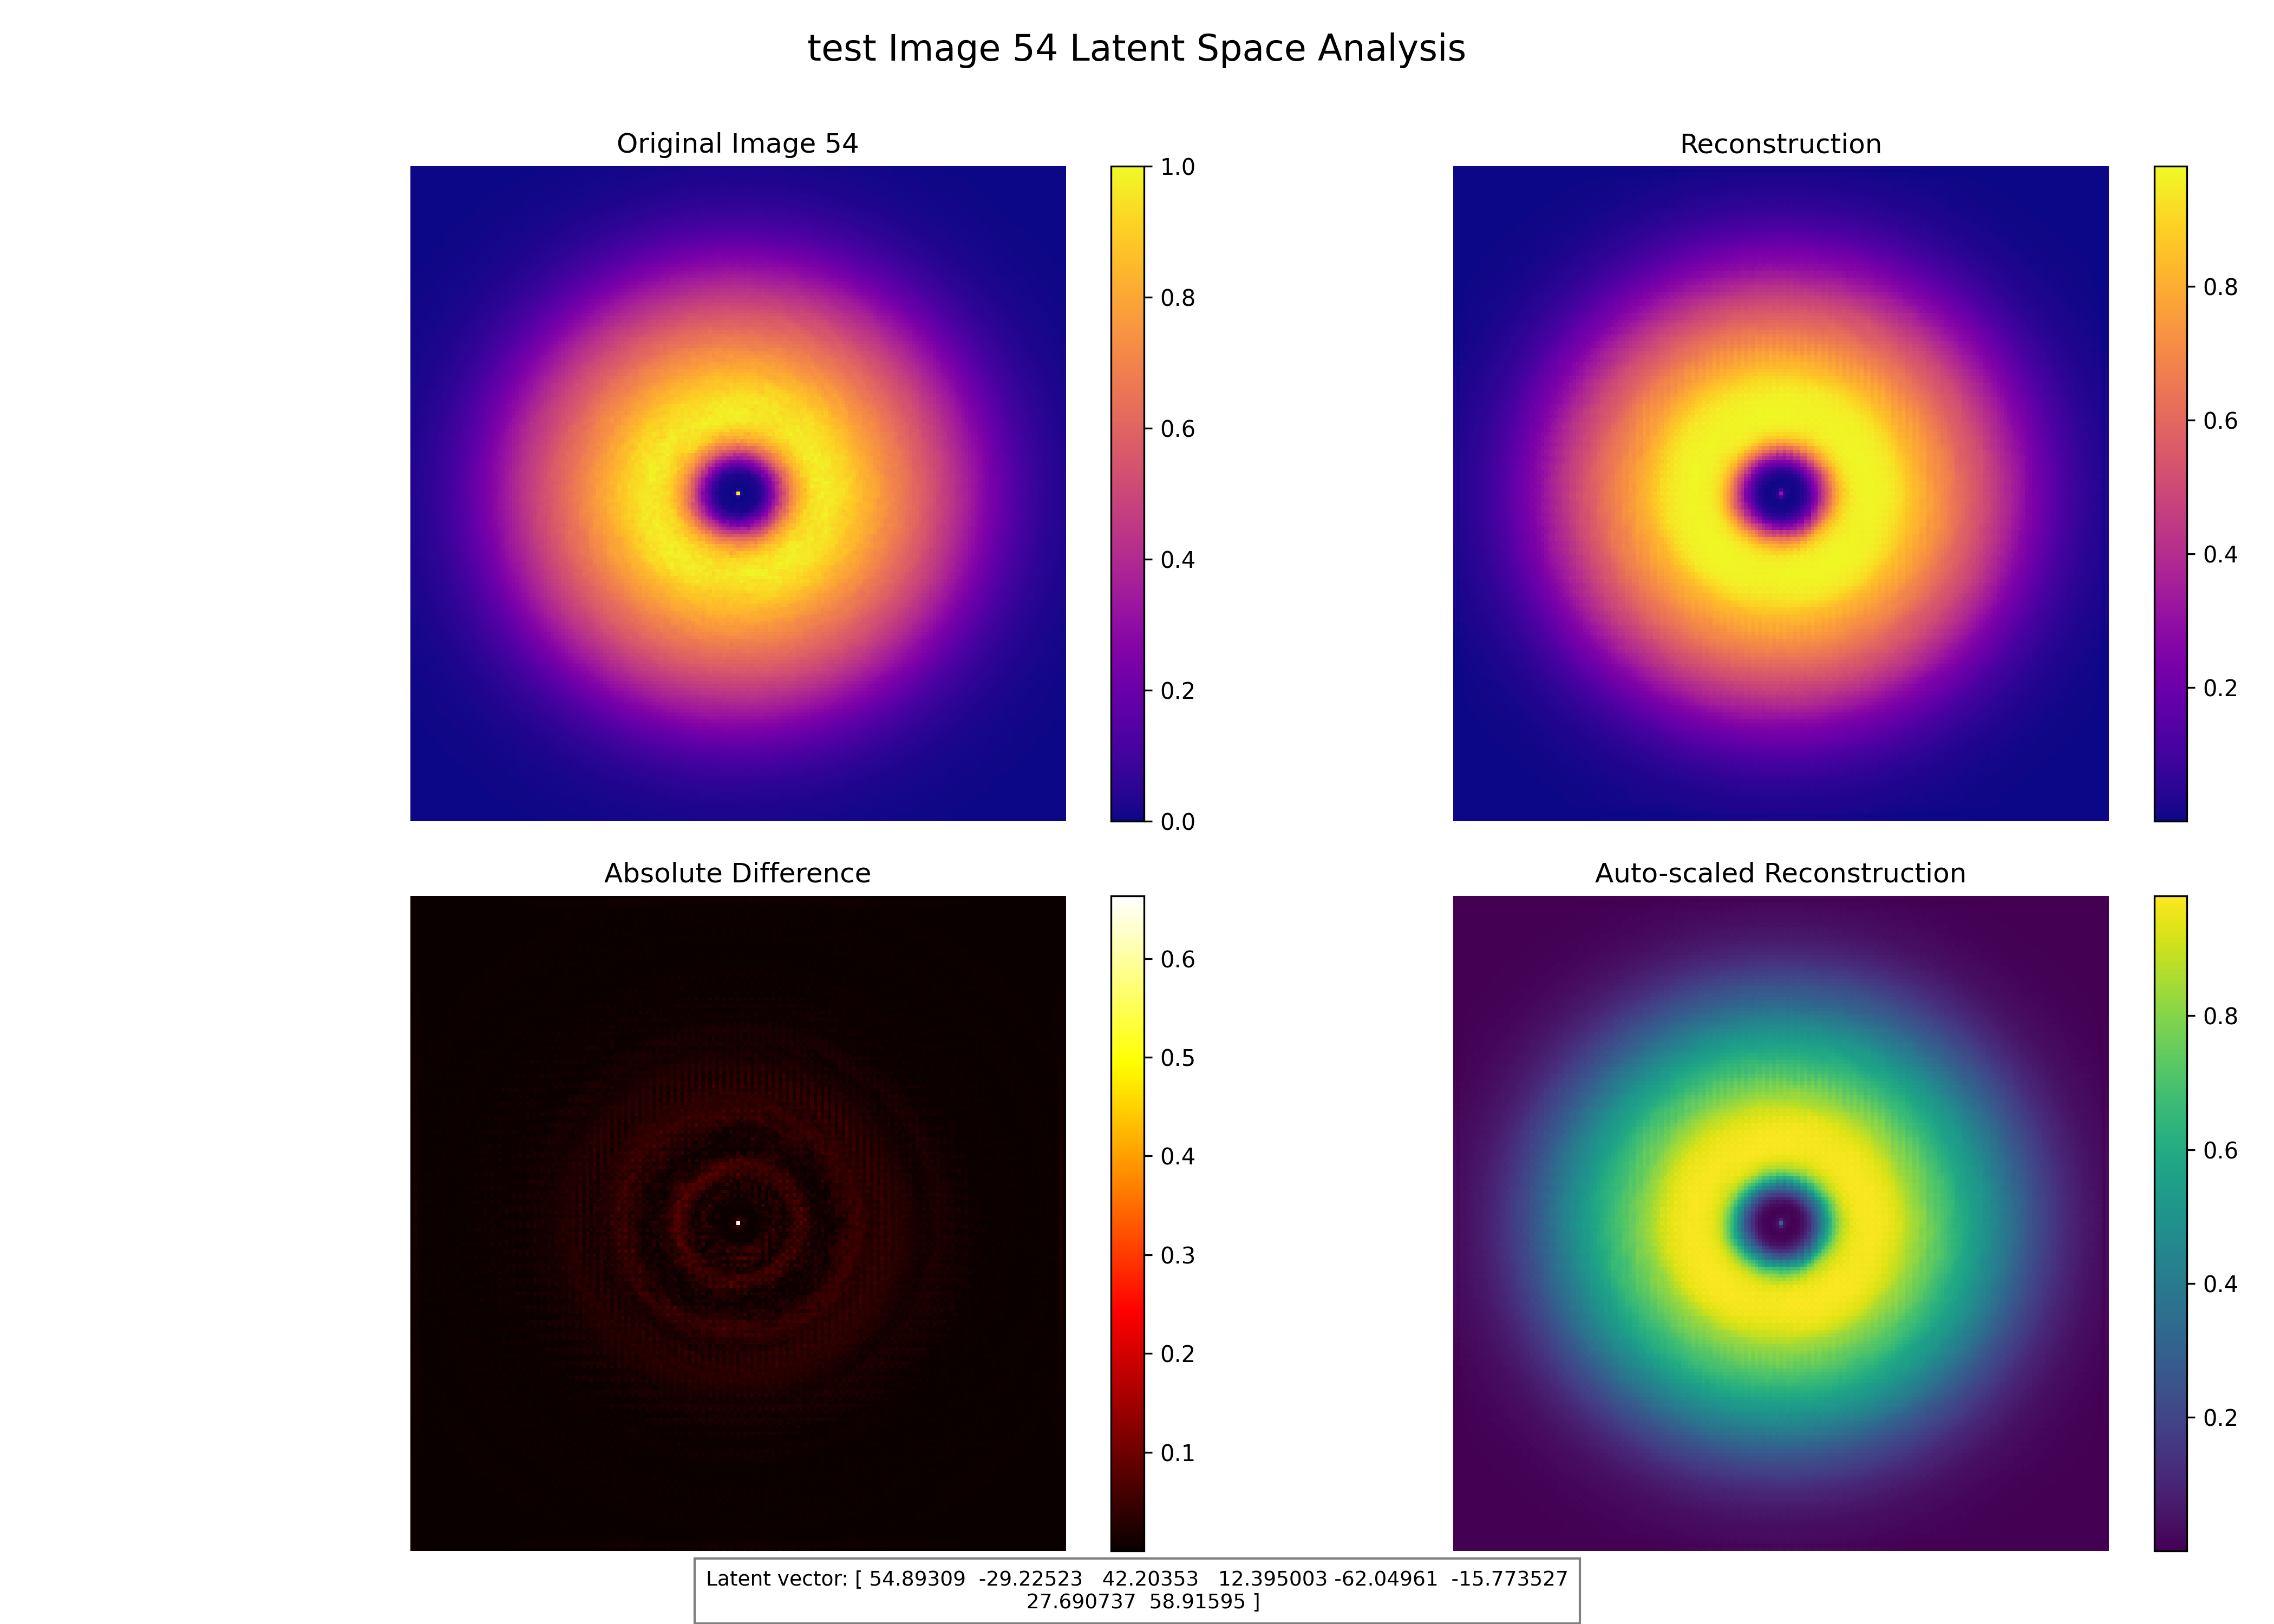 test Image 54 Latent Space Analysis
Original Image 54
1.0
0.8
0.6
0.4
0.2
0.0
Reconstruction
0.8
0.6
0.4
0.2
Absolute Difference
0.6
0.5
0.4
0.3
0.2
0.1
Auto-scaled Reconstruction
0.8
0.6
0.4
0.2
Latent vector: [ 54.89309 -29.22523 42.20353 12.395003 -62.04961 -15.773527
27.690737 58.91595 ]